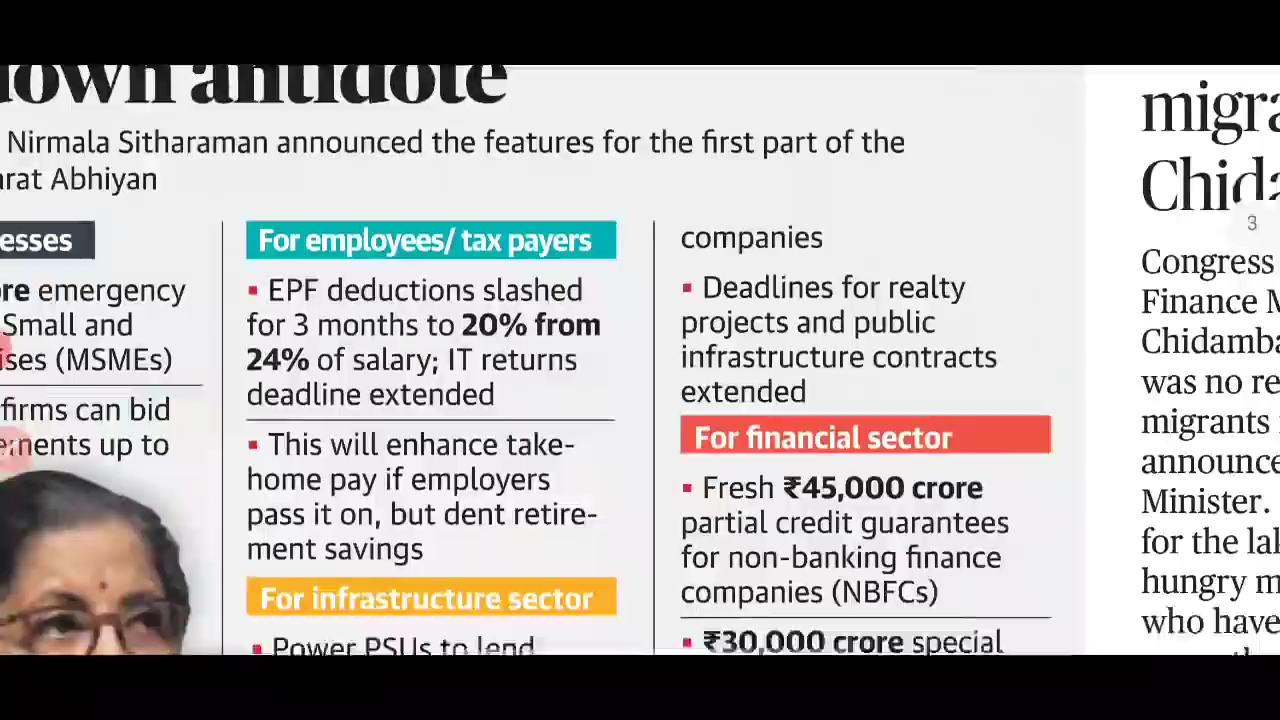 down antidote
Nirmala Sitharaman announced the features for the first part of the
arat Abhiyan
esses
ore emergency
Small and
ises (MSMEs)
firms can bid
ements up to
For employees/ tax payers
▪ EPF deductions slashed
for 3 months to 20% from
24% of salary; IT returns
deadline extended
▪ This will enhance take-
home pay if employers
pass it on, but dent retire-
ment savings
For infrastructure sector
▪ Power PSUs to lend
companies
▪ Deadlines for realty
projects and public
infrastructure contracts
extended
For financial sector
▪ Fresh ₹45,000 crore
partial credit guarantees
for non-banking finance
companies (NBFCs)
▪ ₹30,000 crore special
migra
Chida
3
Congress
Finance M
Chidamba
was no re
migrants
announce
Minister.
for the lak
hungry m
who have